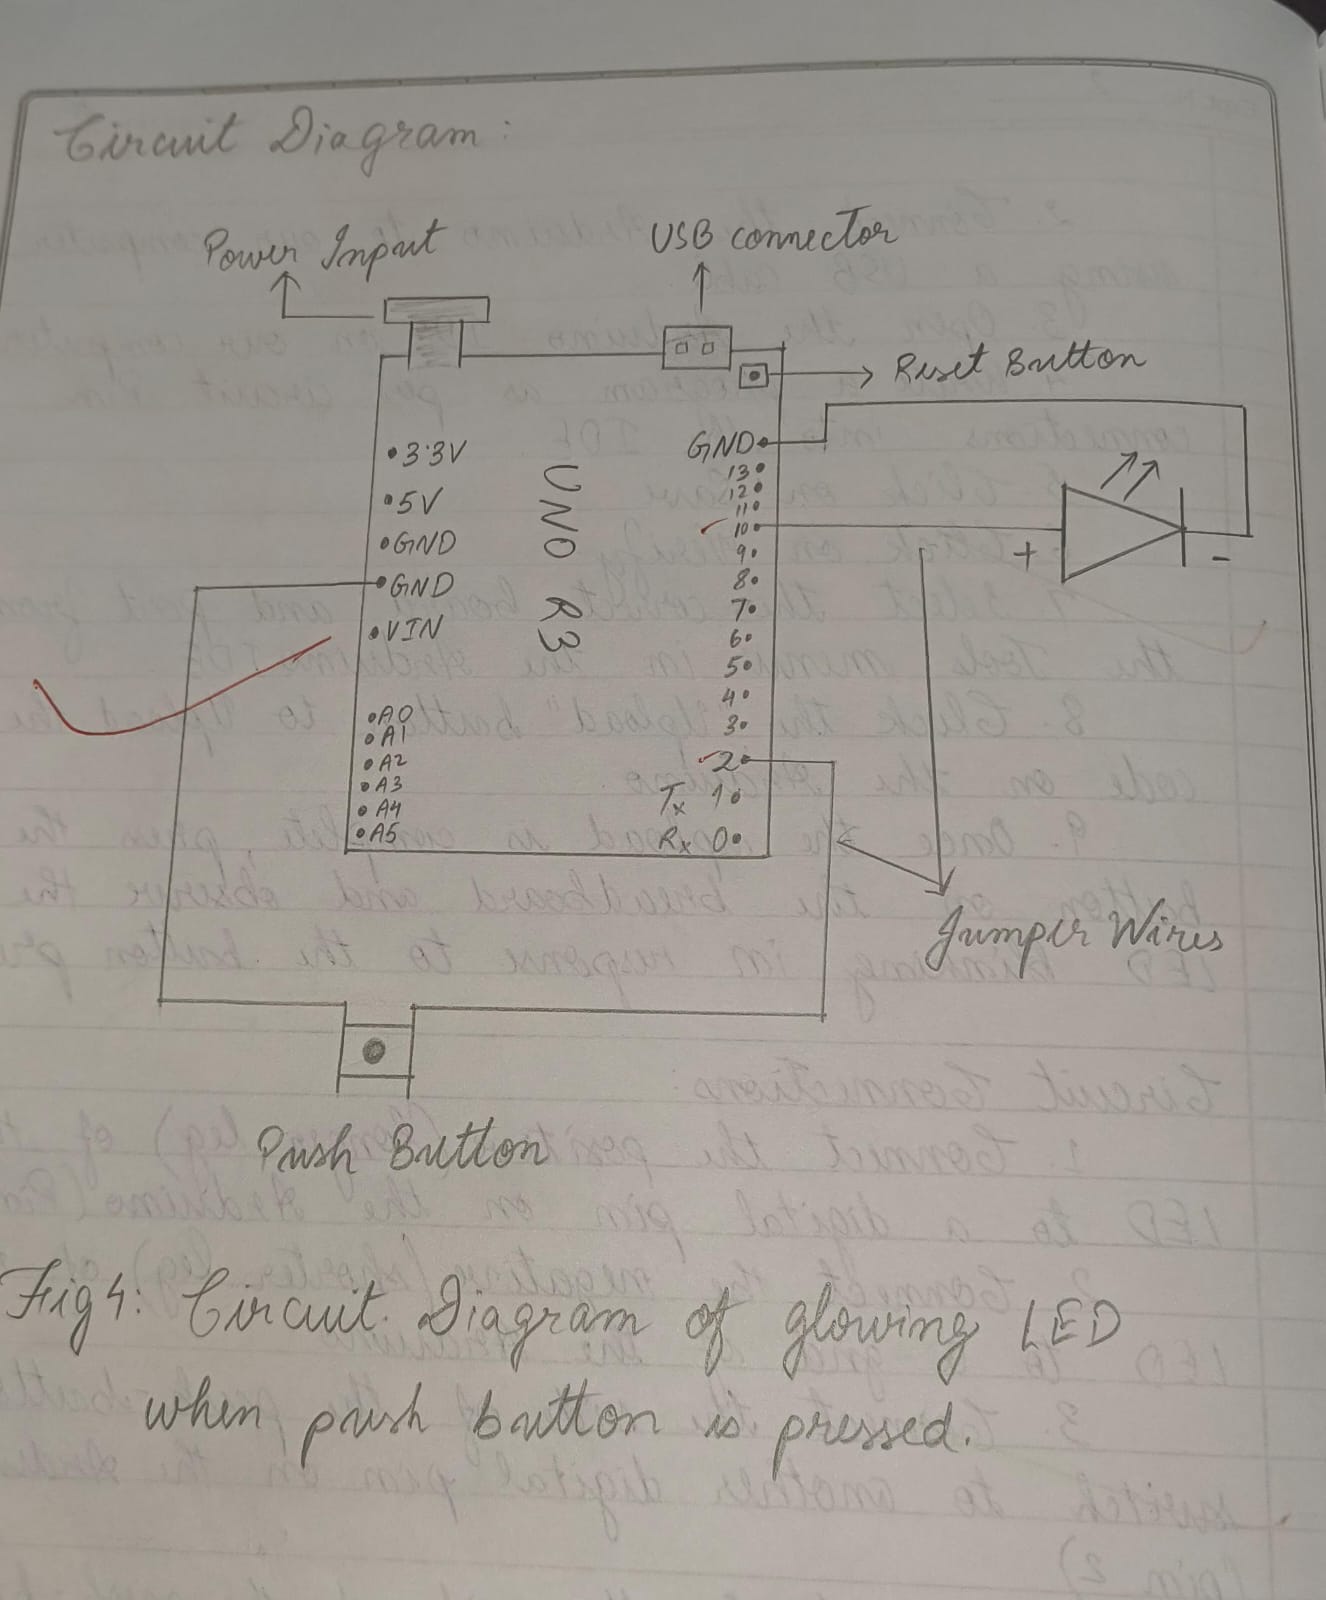 Circuit Diagram:
Power Input
USB connector
Reset Button
3.3V
5V
GND
GND
VIN
A0
A1
A2
A3
A4
A5
UNO R3
GND
13
12
11
10
9
8
7
6
5
4
3
2
Tx 1
Rx 0
+
-
Jumper Wires
Push Button
Fig 4: Circuit Diagram of glowing LED
when push button is pressed.